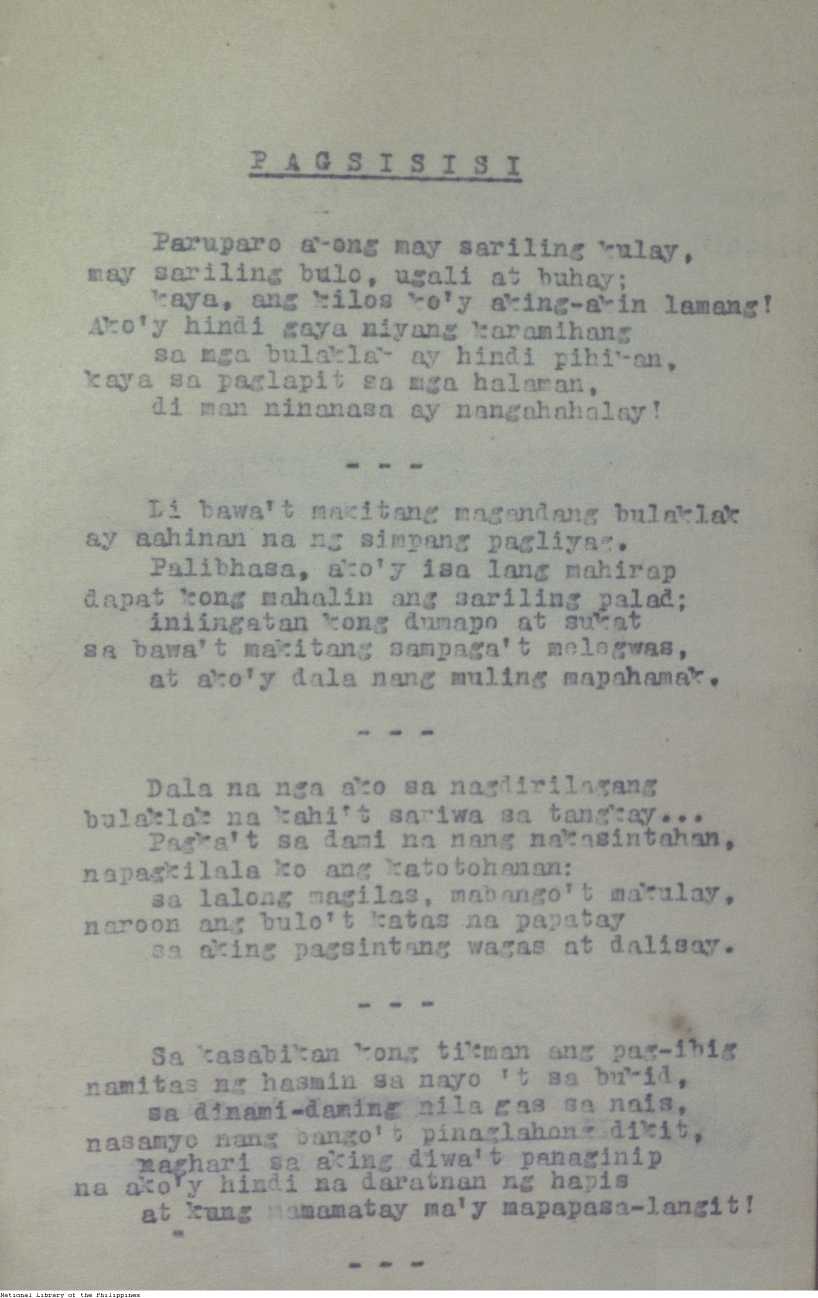 PAGSISISI
Paruparo akong may sariling kulay,
may sariling bulo, ugali at buhay;
kaya, ang kilos ko'y aking-akin lamang!
Ako'y hindi gaya niyang karamihang
sa mga bulaklak ay hindi pihikan,
kaya sa paglapit sa mga halaman,
di man ninanasa ay nangahahalay!
- - -
Di bawa't makitang magandang bulaklak
ay aahinan na ng simpang pagliyag.
Palibhasa, ako'y isa lang mahirap
dapat kong mahalin ang sariling palad;
iniingatan kong dumapo at sukat
sa bawa't makitang sampaga't melegwas,
at ako'y dala nang muling mapahamak.
- - -
Dala na nga ako sa nagdirilagang
bulaklak na kahi't sariwa sa tangkay...
Pagka't sa dami na nang nakasintahan,
napagkilala ko ang katotohanan:
sa lalong magilas, mabango't makulay,
naroon ang bulo't katas na papatay
sa aking pagsintang wagas at dalisay.
- - -
Sa kasabikan kong tikman ang pag-ibig
namitas ng hasmin sa nayo 't sa bukid,
sa dinami-daming nila gas sa nais,
nasamyo nang bango't pinaglahong dikit,
maghari sa aking diwa't panaginip
na ako'y hindi na daratnan ng hapis
at kung mamamatay ma'y mapapasa-langit!
- - -
National Library of the Philippines